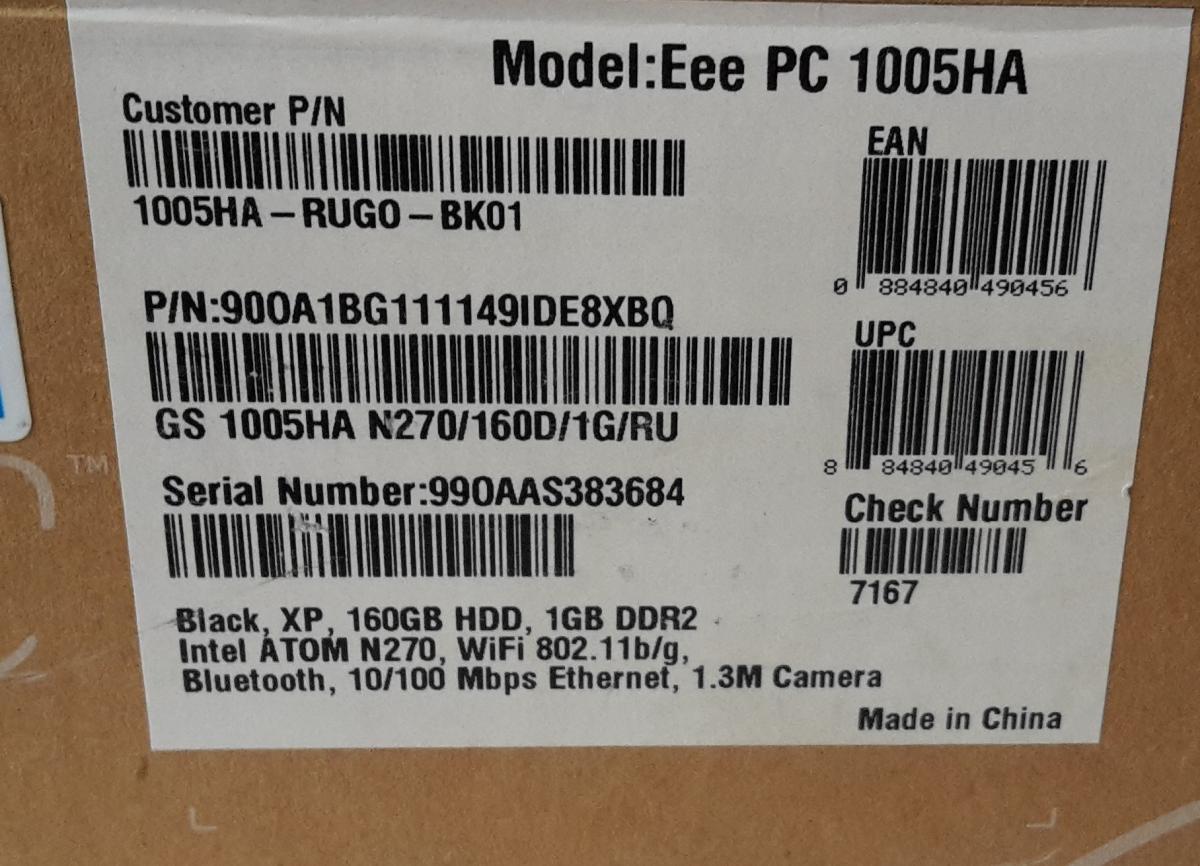 Model:Eee PC 1005HA
Customer P/N
1005HA-RUGO-BK01
P/N:90OA1BG111149IDE8XBQ
GS 1005HA N270/160D/1G/RU
Serial Number:99OAAS383684
Black, XP, 160GB HDD, 1GB DDR2
Intel ATOM N270, WiFi 802.11b/g,
Bluetooth, 10/100 Mbps Ethernet, 1.3M Camera
EAN
0 884840 490456
UPC
8 84840 49045 6
Check Number
7167
Made in China
TM